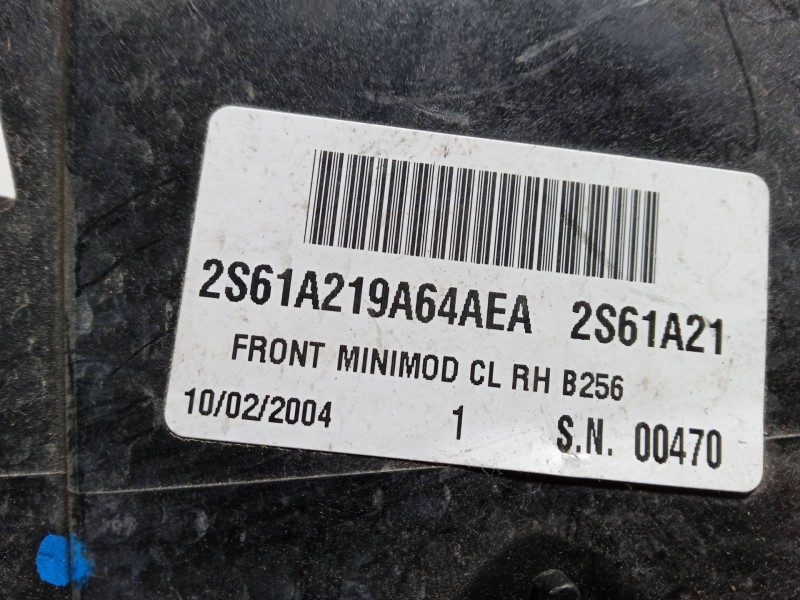 2S61A219A64AEA 2S61A21
FRONT MINIMOD CL RH B256
10/02/2004 1 S.N. 00470